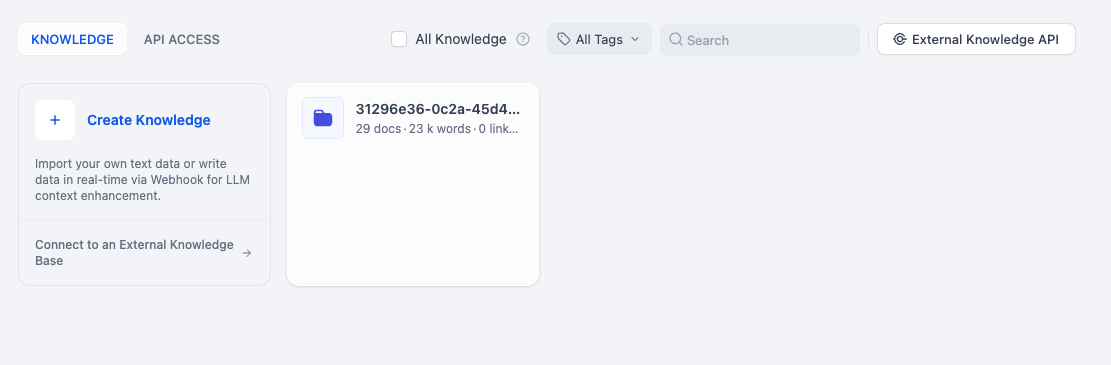 KNOWLEDGE
API ACCESS
All Knowledge
All Tags
Search
External Knowledge API
Create Knowledge
Import your own text data or write
data in real-time via Webhook for LLM
context enhancement.
Connect to an External Knowledge
Base
31296e36-0c2a-45d4...
29 docs · 23 k words · 0 link...